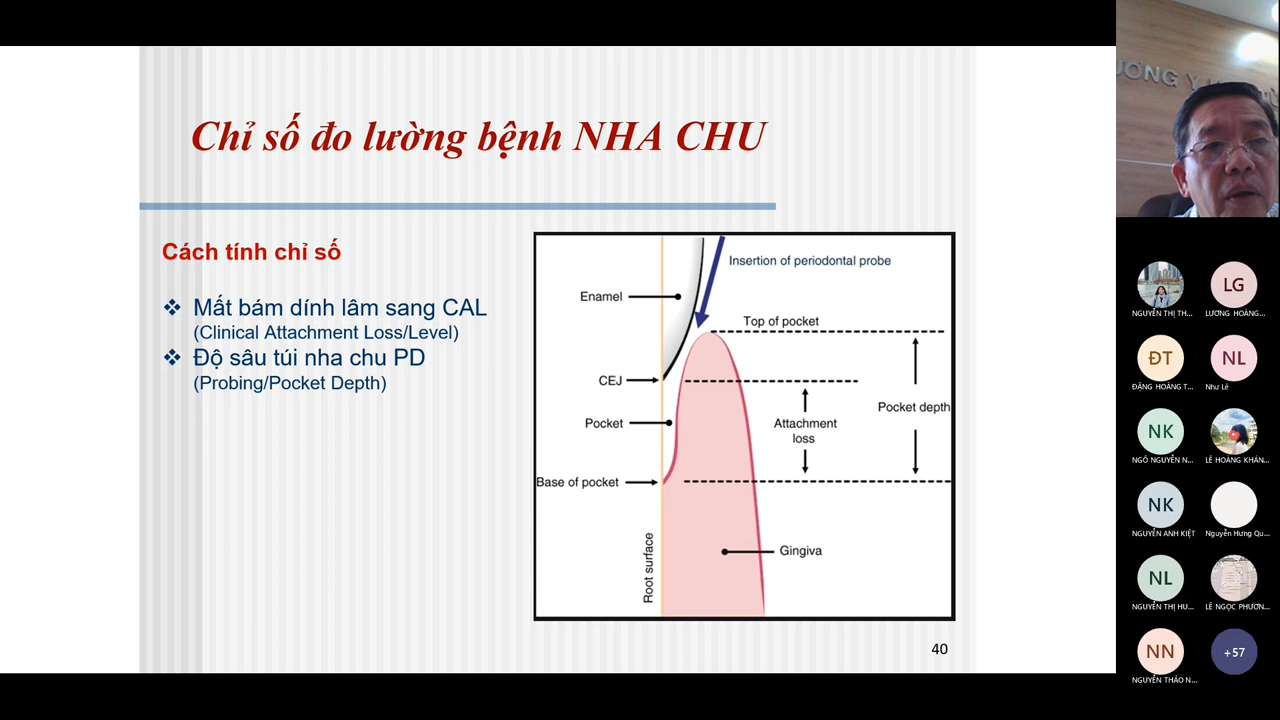 Chỉ số đo lường bệnh NHA CHU
Cách tính chỉ số
Mất bám dính lâm sang CAL
(Clinical Attachment Loss/Level)
Độ sâu túi nha chu PD
(Probing/Pocket Depth)
Insertion of periodontal probe
Enamel
Top of pocket
CEJ
Pocket depth
Pocket
Attachment
loss
Base of pocket
Gingiva
Root surface
40
ƯƠNG Y
LG
NGUYỄN THỊ TH...
LƯƠNG HOÀNG...
ĐT
NL
ĐẶNG HOÀNG T...
Như Lê
NK
NGÔ NGUYỄN N...
LÊ HOÀNG KHÁN...
NK
NGUYỄN ANH KIỆT
Nguyễn Hưng Qu...
NL
NGUYỄN THỊ HU...
LÊ NGỌC PHƯƠN...
NN
+57
NGUYỄN THẢO N...